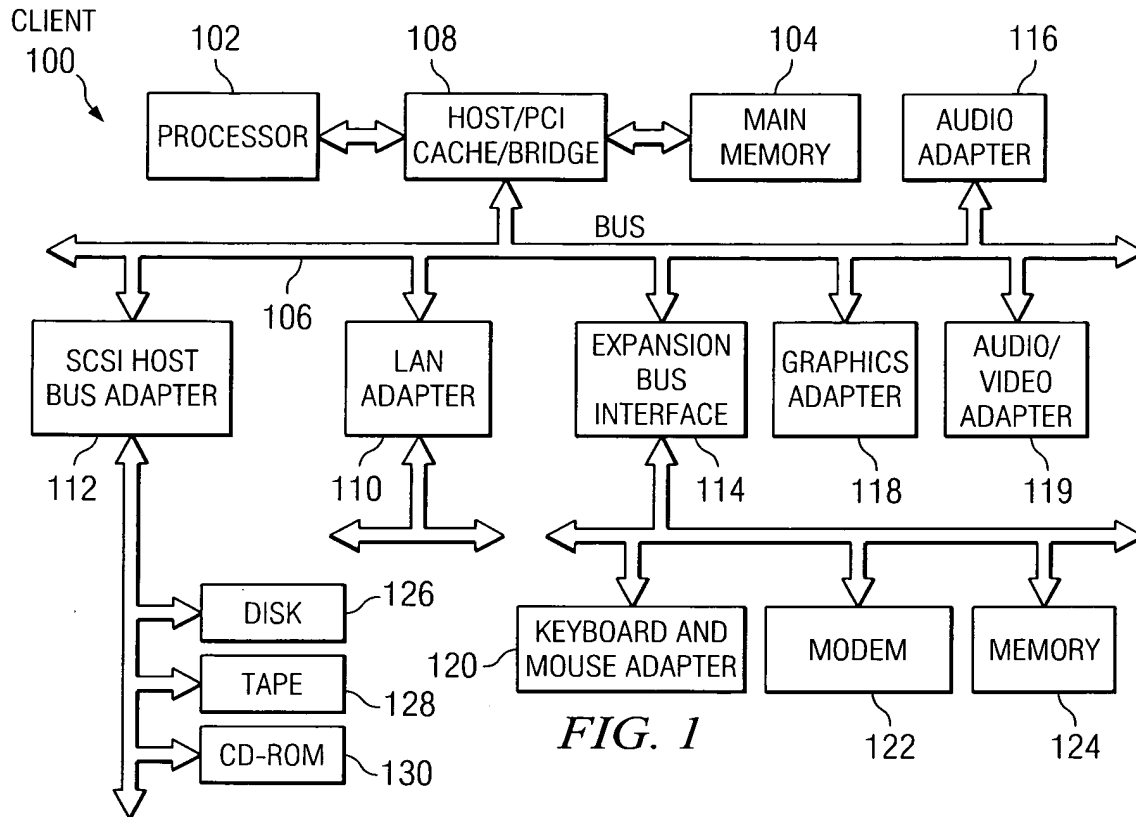 CLIENT
100
102
108
104
116
PROCESSOR
HOST/PCI
CACHE/BRIDGE
MAIN
MEMORY
AUDIO
ADAPTER
BUS
106
SCSI HOST
BUS ADAPTER
LAN
ADAPTER
EXPANSION
BUS
INTERFACE
GRAPHICS
ADAPTER
AUDIO/
VIDEO
ADAPTER
112
110
114
118
119
DISK
126
TAPE
128
CD-ROM
130
120
KEYBOARD AND
MOUSE ADAPTER
MODEM
MEMORY
122
124
FIG. 1